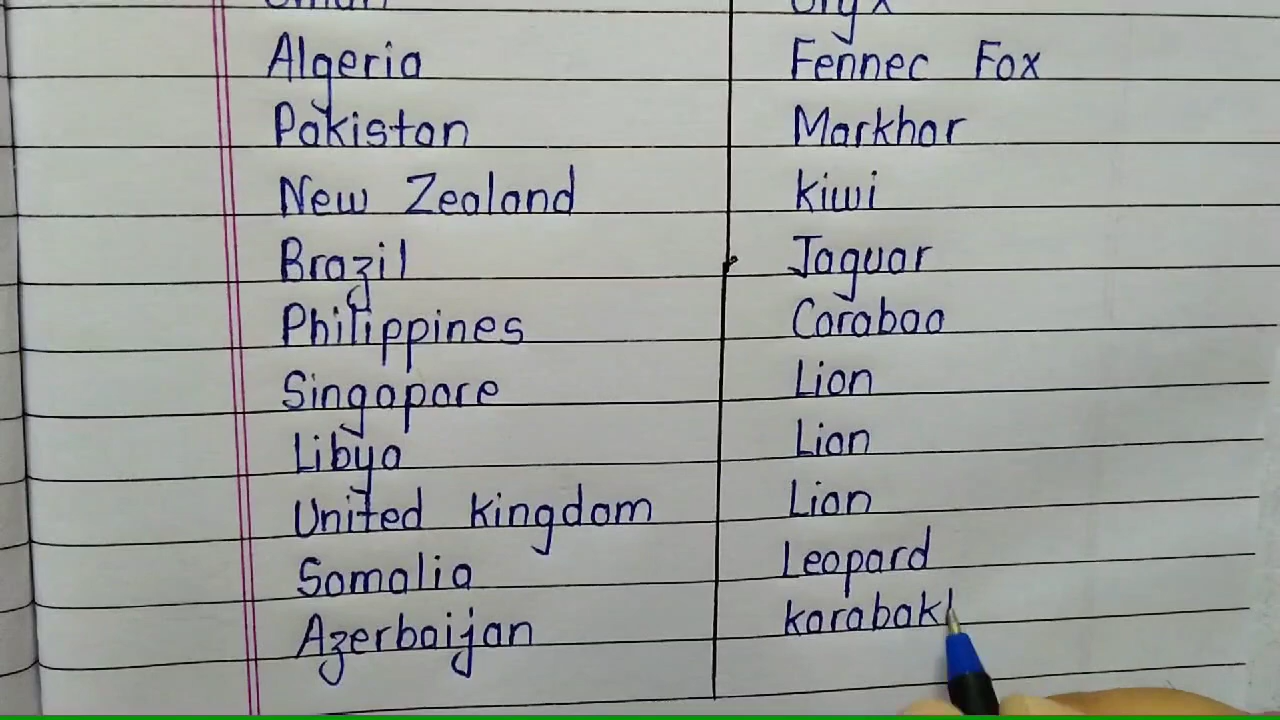 Algeria Fennec Fox
Pakistan Markhor
New Zealand Kiwi
Brazil Jaguar
Philippines Carabao
Singapore Lion
Libya Lion
United Kingdom Lion
Somalia Leopard
Azerbaijan karabak